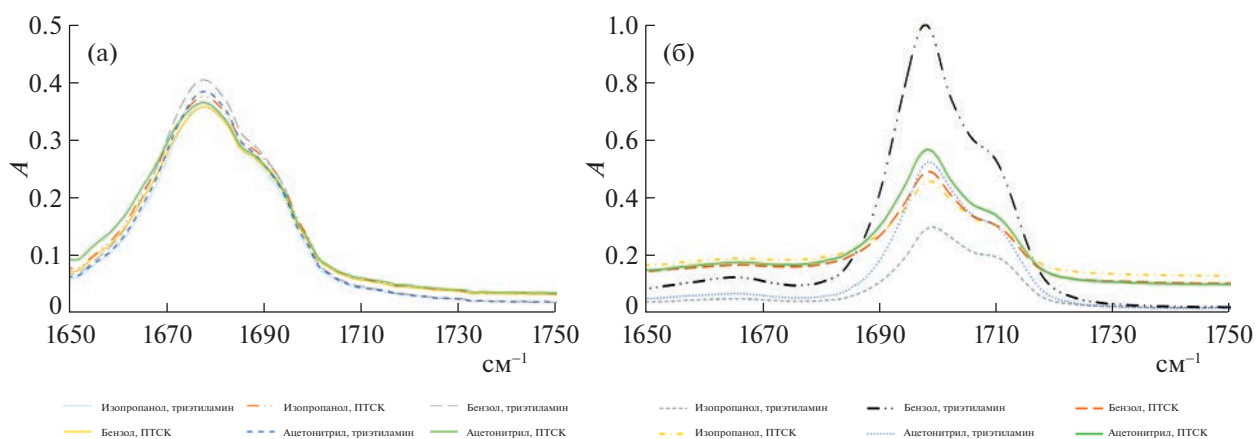 (а)
0.5
0.4
0.3
0.2
0.1
0
A
1650 1670 1690 1710 1730 1750
см–1
Изопропанол, триэтиламин Изопропанол, ПТСК Бензол, триэтиламин
Бензол, ПТСК Ацетонитрил, триэтиламин Ацетонитрил, ПТСК
(б)
1.0
0.8
0.6
0.4
0.2
0
A
1650 1670 1690 1710 1730 1750
см–1
Изопропанол, триэтиламин Бензол, триэтиламин Бензол, ПТСК
Изопропанол, ПТСК Ацетонитрил, триэтиламин Ацетонитрил, ПТСК